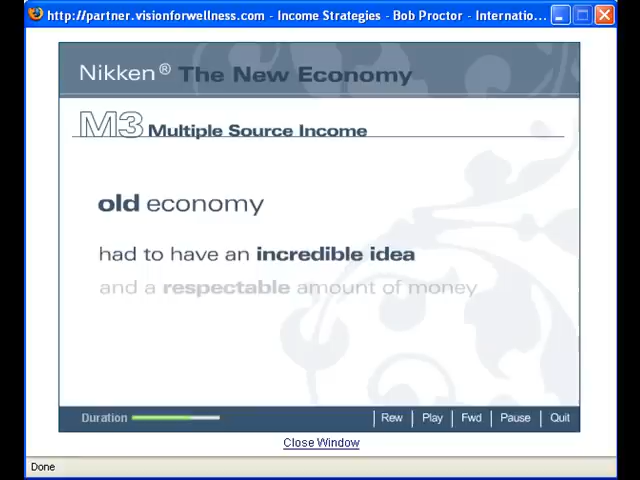 http://partner.visionforwellness.com - Income Strategies - Bob Proctor - Internatio...
Nikken® The New Economy
M3 Multiple Source Income
old economy
had to have an incredible idea
and a respectable amount of money
Duration
Rew
Play
Fwd
Pause
Quit
Close Window
Done